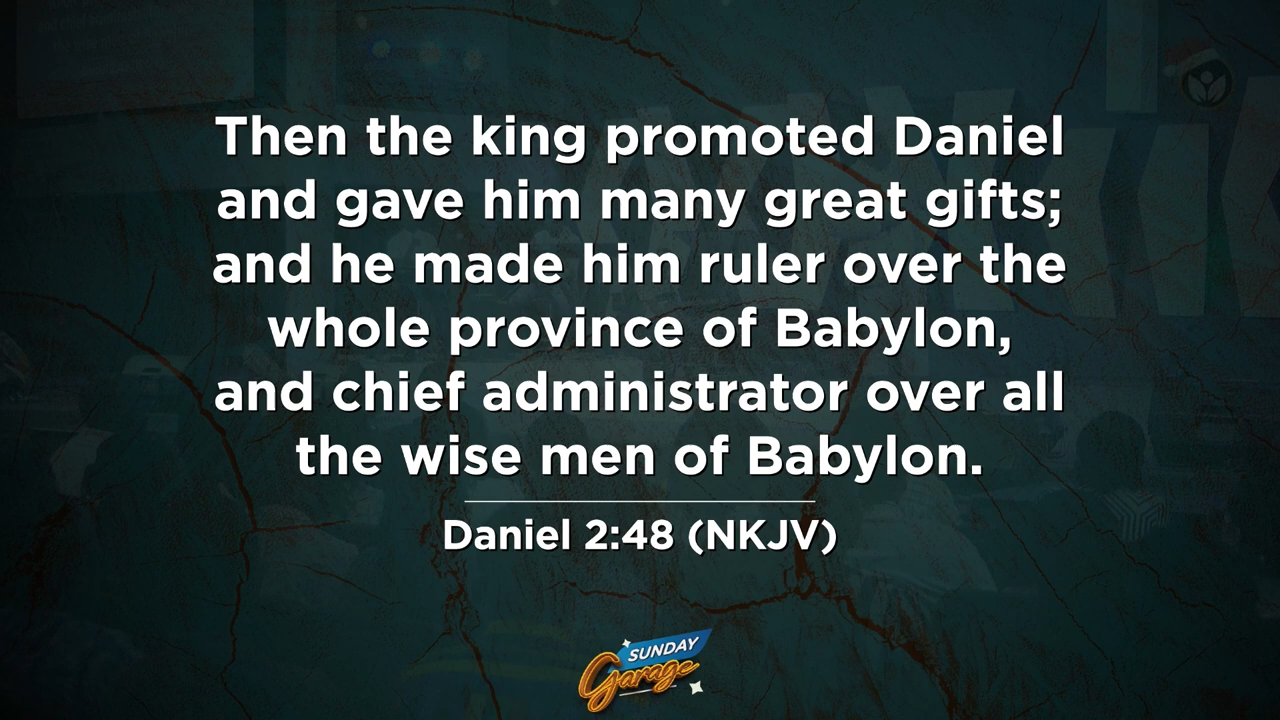 Then the king promoted Daniel
and gave him many great gifts;
and he made him ruler over the
whole province of Babylon,
and chief administrator over all
the wise men of Babylon.
Daniel 2:48 (NKJV)
SUNDAY
Garage